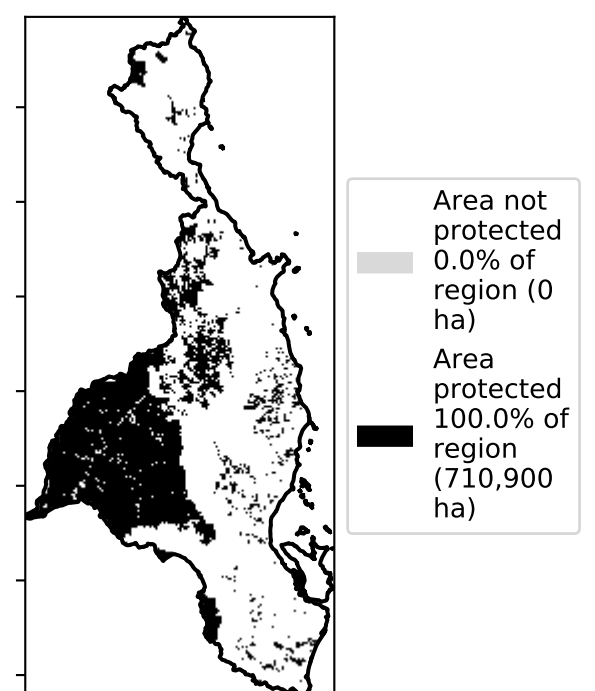 Area not
protected
0.0% of
region (0
ha)
Area
protected
100.0% of
region
(710,900
ha)